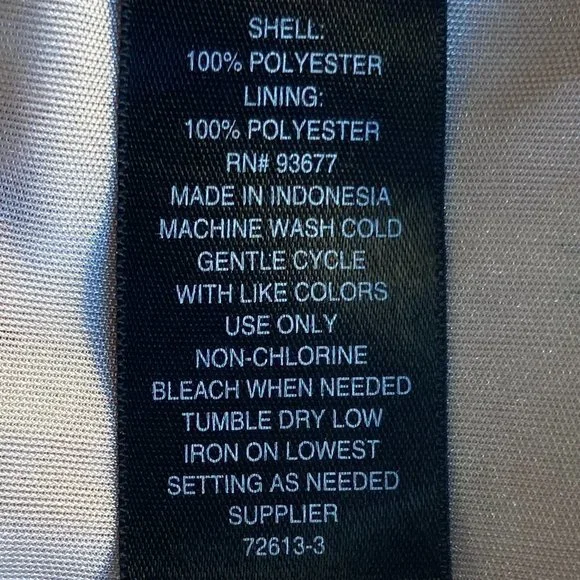 SHELL:
100% POLYESTER
LINING:
100% POLYESTER
RN# 93677
MADE IN INDONESIA
MACHINE WASH COLD
GENTLE CYCLE
WITH LIKE COLORS
USE ONLY
NON-CHLORINE
BLEACH WHEN NEEDED
TUMBLE DRY LOW
IRON ON LOWEST
SETTING AS NEEDED
SUPPLIER
72613-3